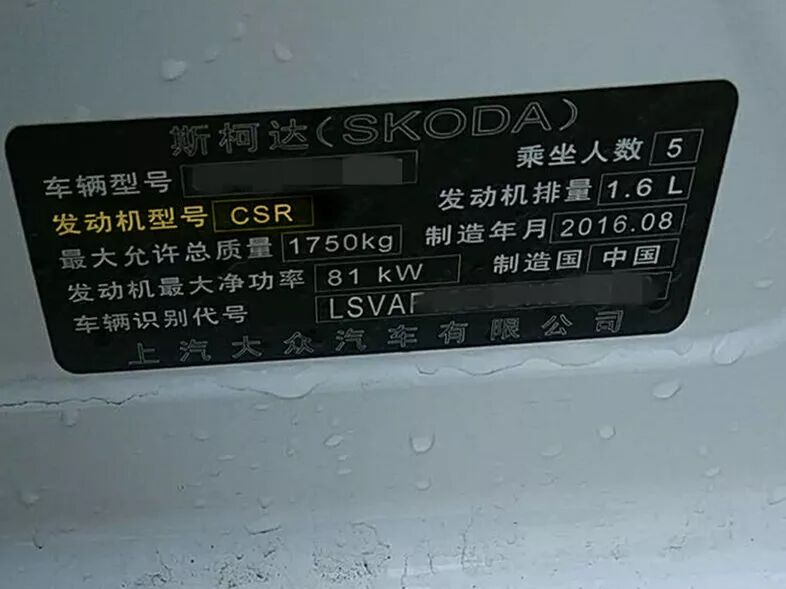 斯柯达(SKODA)
车辆型号 乘坐人数 5
发动机型号 CSR 发动机排量 1.6 L
最大允许总质量 1750kg 制造年月 2016.08
发动机最大净功率 81 kW 制造国 中国
车辆识别代号 LSVAF
上汽大众汽车有限公司